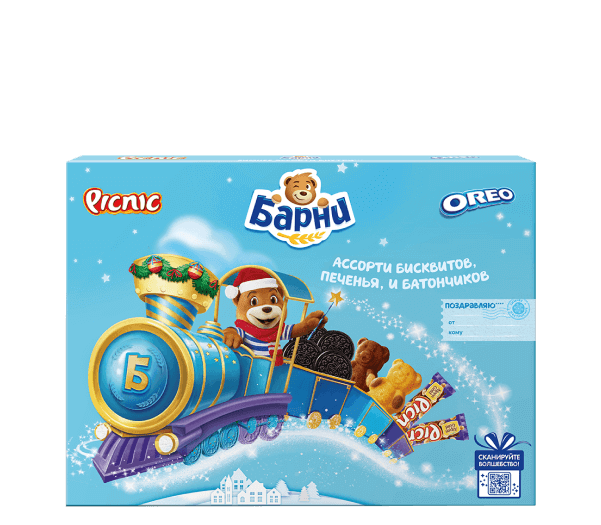 Picnic
Барни
OREO
АССОРТИ БИСКВИТОВ,
ПЕЧЕНЬЯ, И БАТОНЧИКОВ
ПОЗДРАВЛЯЮ****
от
кому
Б
Picnic
Picnic
СКАНИРУЙТЕ
ВОЛШЕБСТВО!